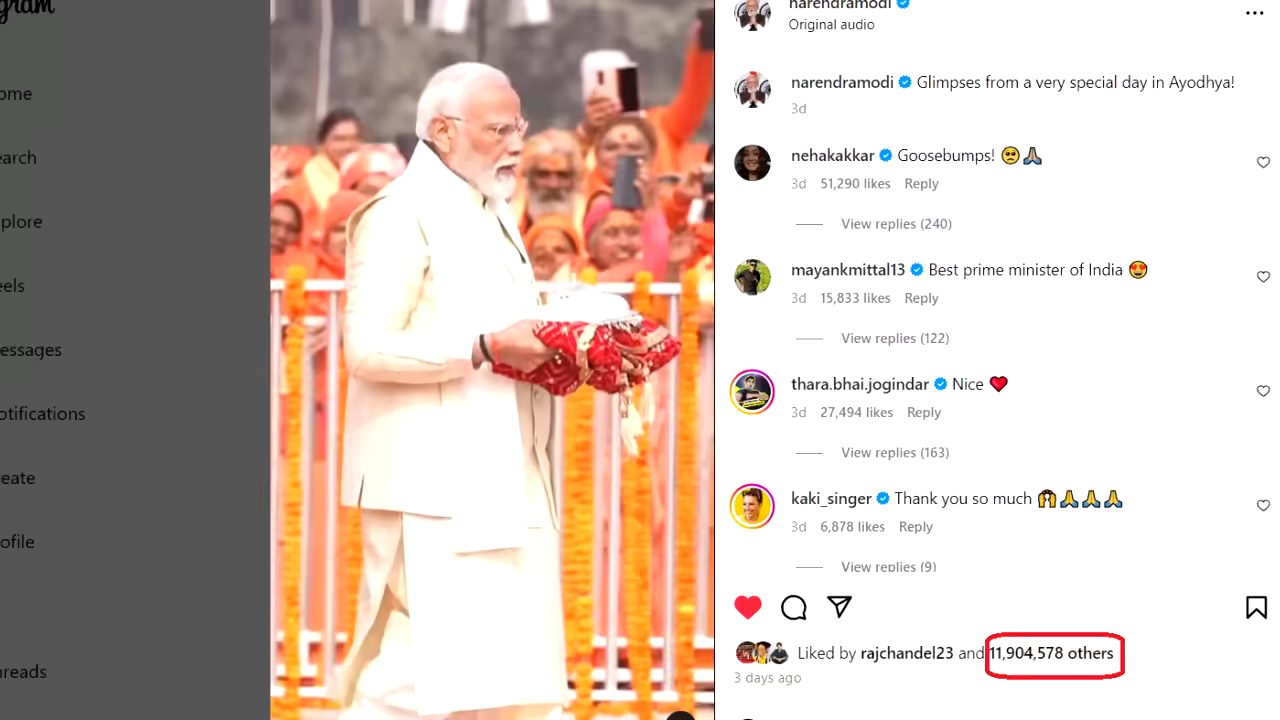 gram
ome
earch
plore
eels
essages
otifications
eate
ofile
hreads
narendramodi
Original audio
narendramodi Glimpses from a very special day in Ayodhya!
3d
nehakakkar Goosebumps! 🥺🙏🏽
3d 51,290 likes Reply
View replies (240)
mayankmittal13 Best prime minister of India 😍
3d 15,833 likes Reply
View replies (122)
thara.bhai.jogindar Nice ❤️
3d 27,494 likes Reply
View replies (163)
kaki_singer Thank you so much 🙌🙏🙏🙏
3d 6,878 likes Reply
View replies (9)
Liked by rajchandel23 and 11,904,578 others
3 days ago